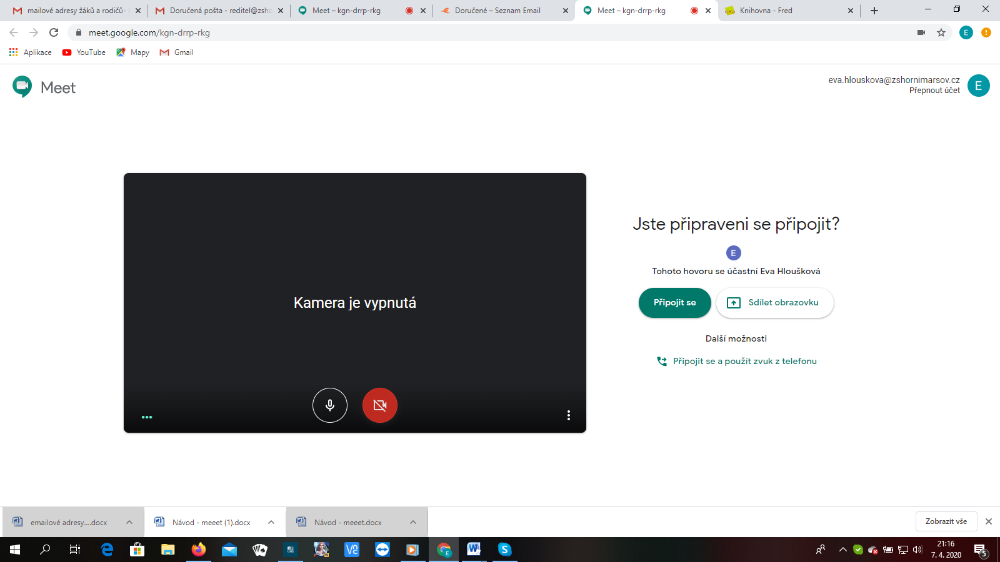 mailové adresy žáků a rodičů-
Doručená pošta - reditel@zsho
Meet – kgn-drrp-rkg
Doručené – Seznam Email
Meet – kgn-drrp-rkg
Knihovna - Fred
meet.google.com/kgn-drrp-rkg
E
Aplikace
YouTube
Mapy
Gmail
Meet
eva.hlouskova@zshornimarsov.cz
Přepnout účet
E
Kamera je vypnutá
Jste připraveni se připojit?
E
Tohoto hovoru se účastní Eva Hloušková
Připojit se
Sdílet obrazovku
Další možnosti
Připojit se a použít zvuk z telefonu
emailové adresy....docx
Návod - meeet (1).docx
Návod - meeet.docx
Zobrazit vše
21:16
7. 4. 2020
5